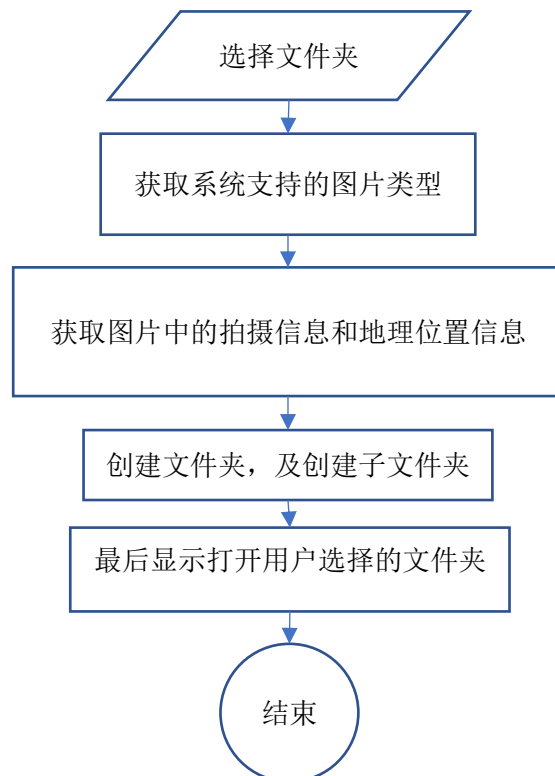 选择文件夹
获取系统支持的图片类型
获取图片中的拍摄信息和地理位置信息
创建文件夹，及创建子文件夹
最后显示打开用户选择的文件夹
结束